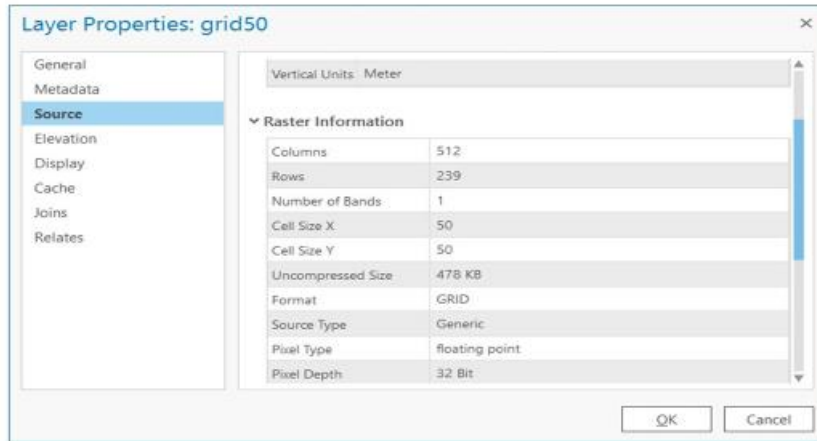 Layer Properties: grid50
×
General
Metadata
Source
Elevation
Display
Cache
Joins
Relates
Vertical Units Meter
Raster Information
Columns 512
Rows 239
Number of Bands 1
Cell Size X 50
Cell Size Y 50
Uncompressed Size 478 KB
Format GRID
Source Type Generic
Pixel Type floating point
Pixel Depth 32 Bit
OK Cancel